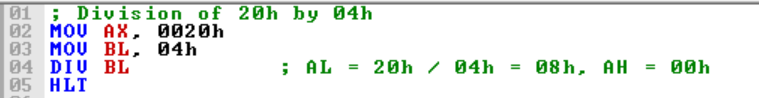 01 ; Division of 20h by 04h
02 MOV AX, 0020h
03 MOV BL, 04h
04 DIV BL ; AL = 20h / 04h = 08h, AH = 00h
05 HLT